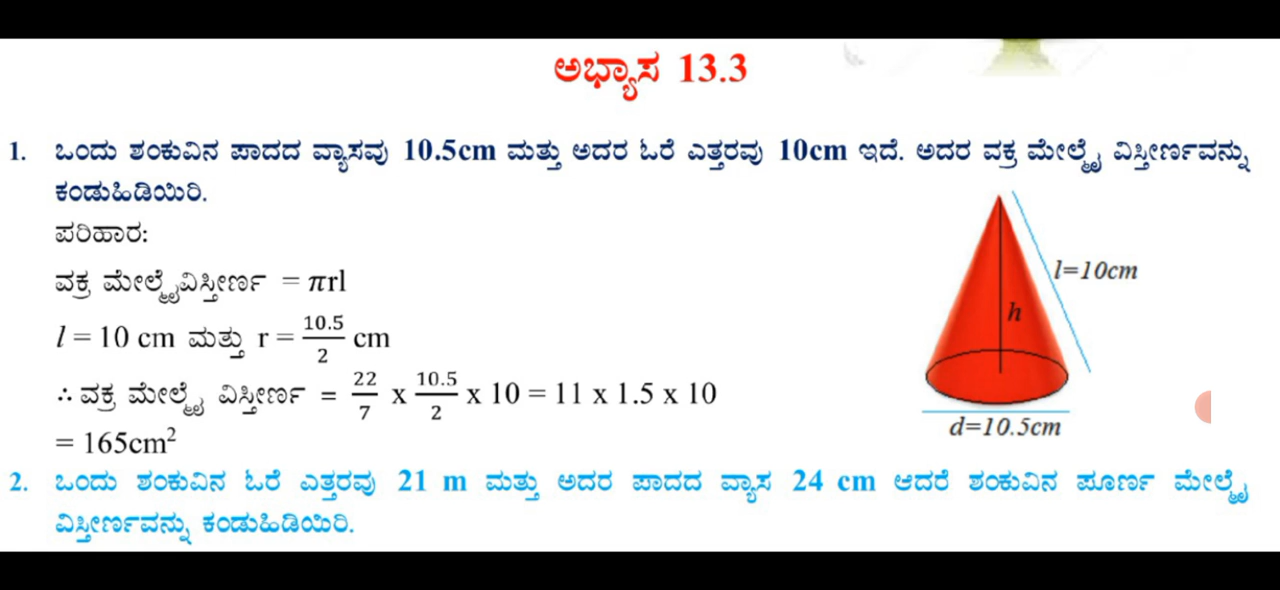 ಅಭ್ಯಾಸ 13.3
1. ಒಂದು ಶಂಕುವಿನ ಪಾದದ ವ್ಯಾಸವು 10.5cm ಮತ್ತು ಅದರ ಓರೆ ಎತ್ತರವು 10cm ಇದೆ. ಅದರ ವಕ್ರ ಮೇಲ್ಮೈ ವಿಸ್ತೀರ್ಣವನ್ನು
ಕಂಡುಹಿಡಿಯಿರಿ.
ಪರಿಹಾರ:
ವಕ್ರ ಮೇಲ್ಮೈವಿಸ್ತೀರ್ಣ = πrl
l = 10 cm ಮತ್ತು r = 10.5/2 cm
∴ ವಕ್ರ ಮೇಲ್ಮೈ ವಿಸ್ತೀರ್ಣ = 22/7 x 10.5/2 x 10 = 11 x 1.5 x 10
= 165cm²
l=10cm
h
d=10.5cm
2. ಒಂದು ಶಂಕುವಿನ ಓರೆ ಎತ್ತರವು 21 m ಮತ್ತು ಅದರ ಪಾದದ ವ್ಯಾಸ 24 cm ಆದರೆ ಶಂಕುವಿನ ಪೂರ್ಣ ಮೇಲ್ಮೈ
ವಿಸ್ತೀರ್ಣವನ್ನು ಕಂಡುಹಿಡಿಯಿರಿ.